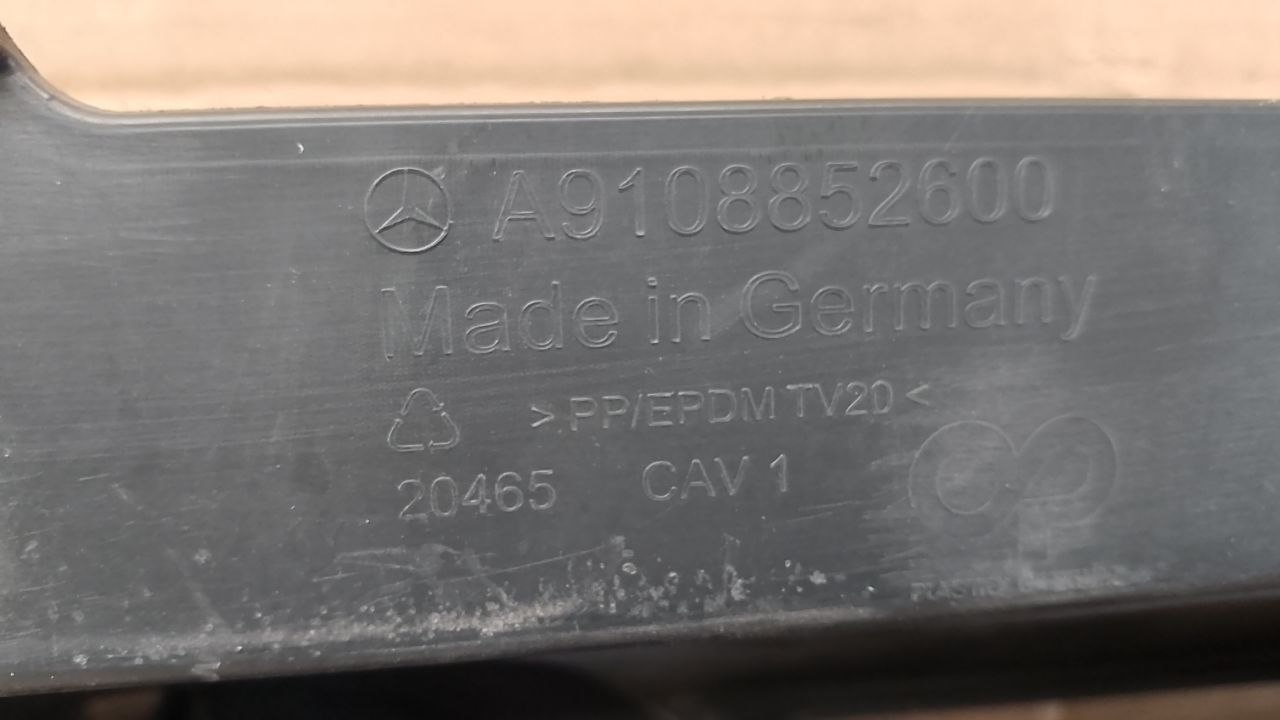 A9108852600
Made in Germany
> PP/EPDM TV20 <
20465 CAV 1